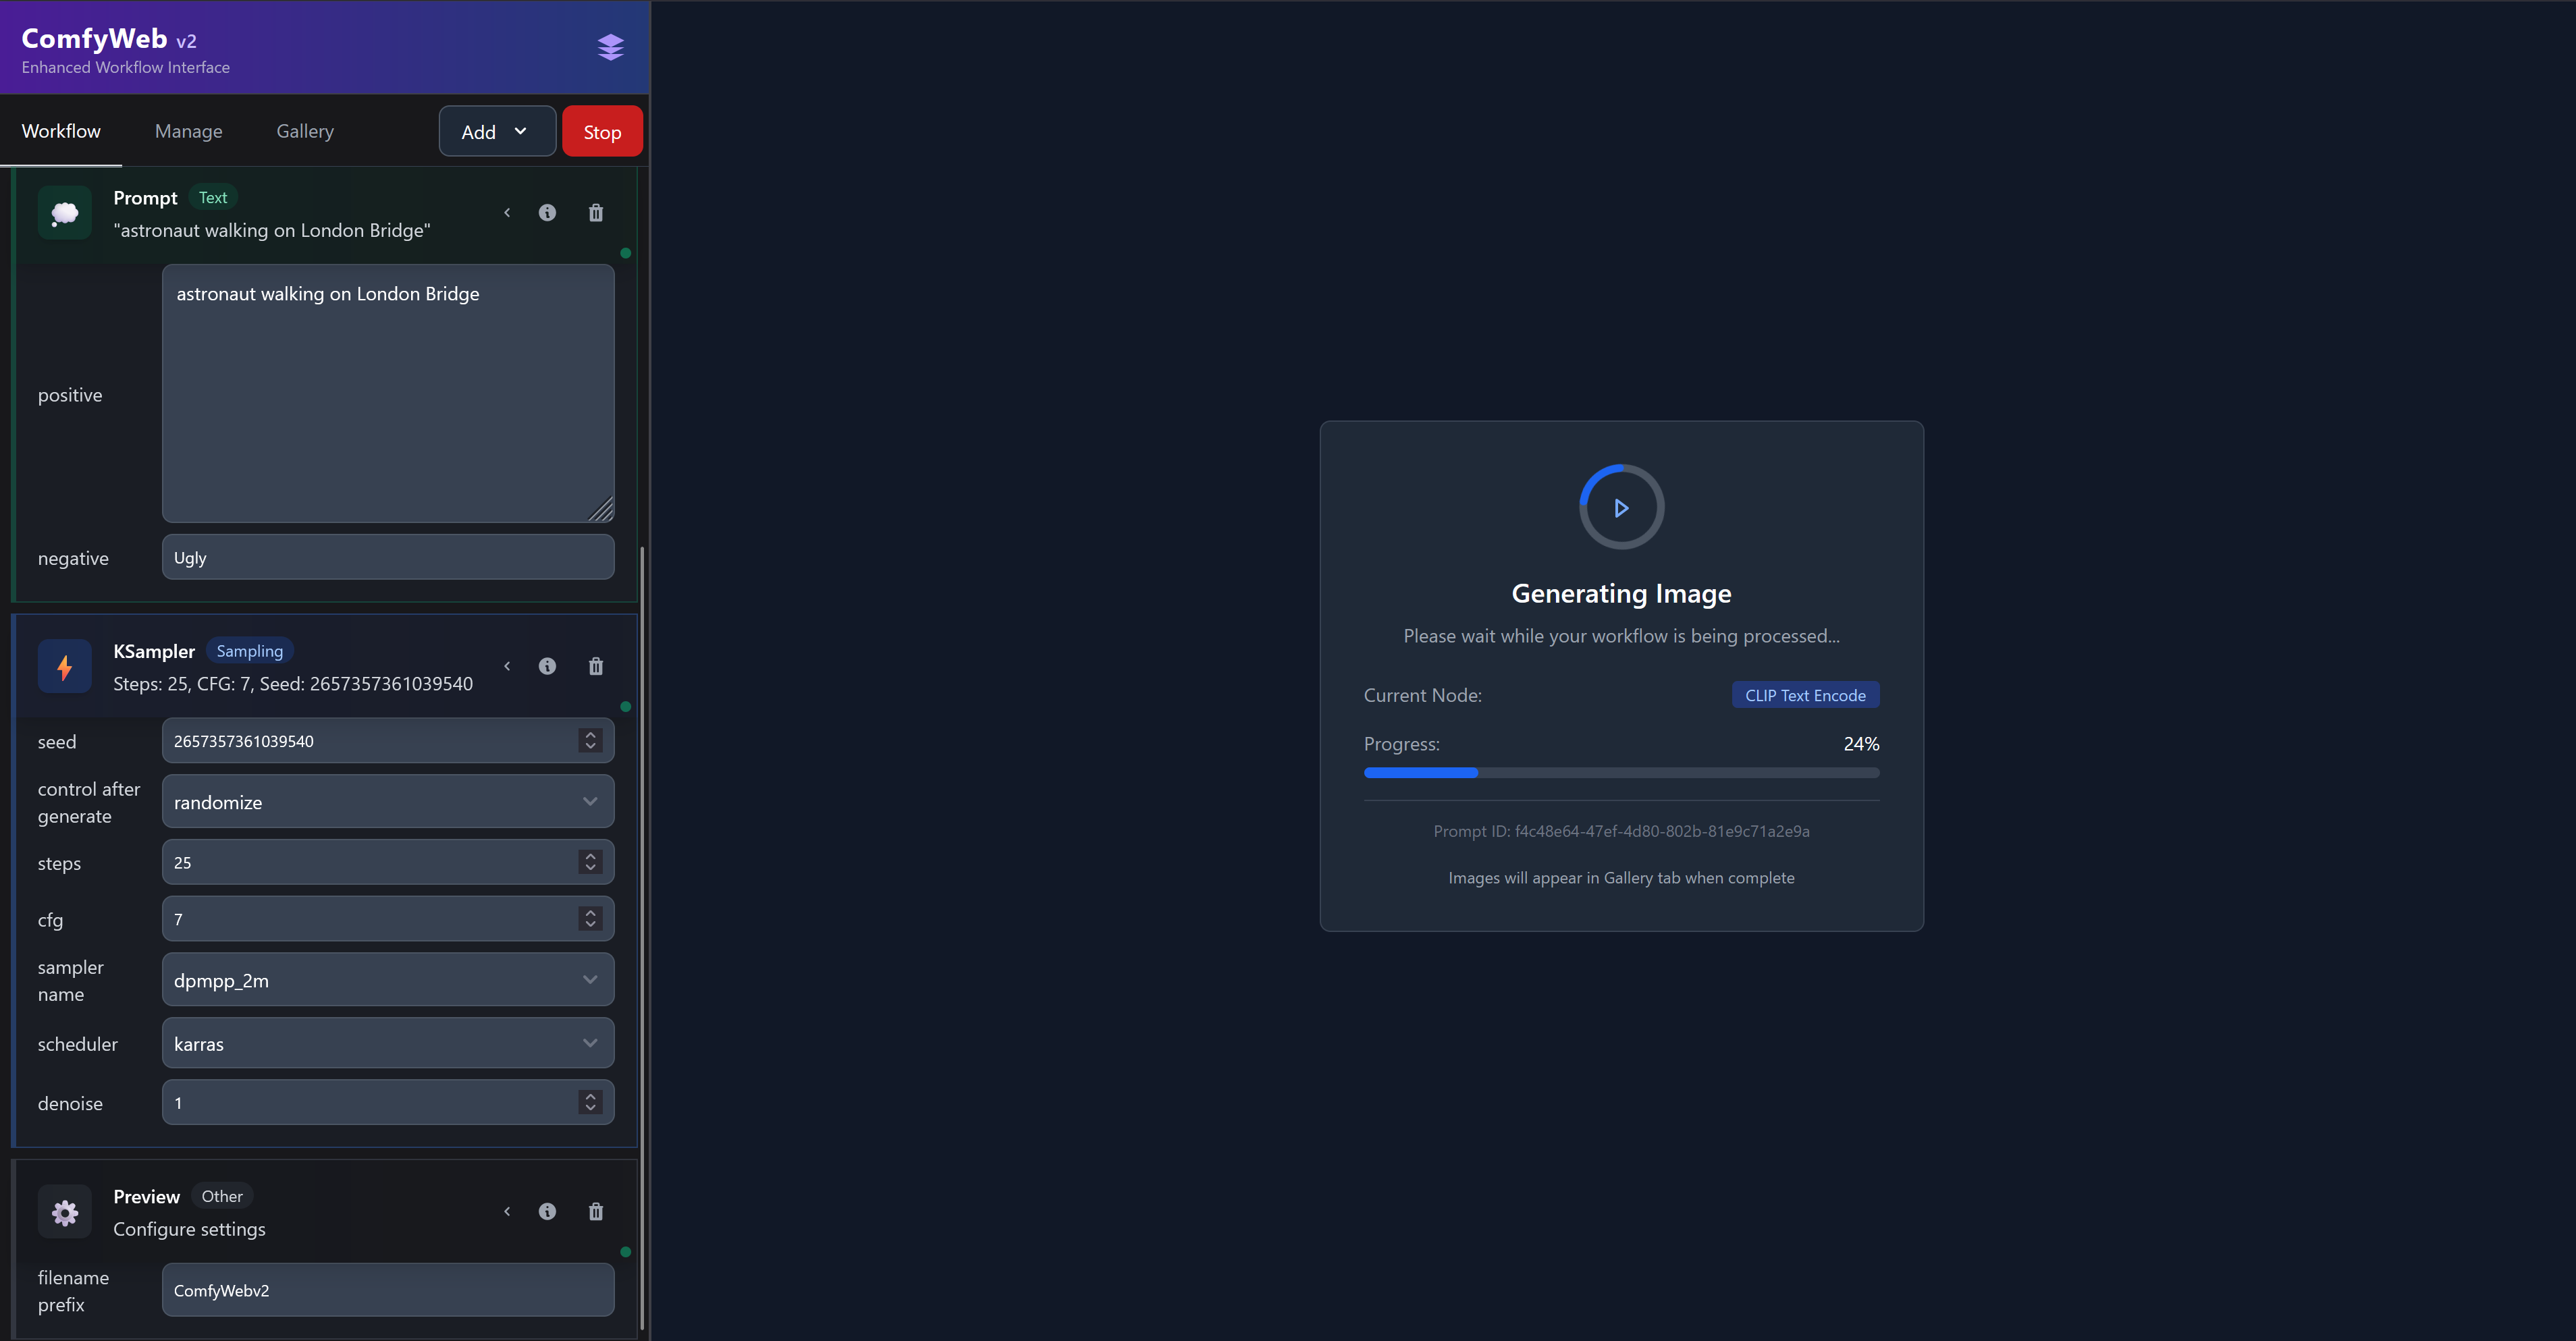 ComfyWeb v2
Enhanced Workflow Interface
Workflow
Manage
Gallery
Add
Stop
Prompt
Text
"astronaut walking on London Bridge"
positive
astronaut walking on London Bridge
negative
Ugly
KSampler
Sampling
Steps: 25, CFG: 7, Seed: 2657357361039540
seed
2657357361039540
control after
generate
randomize
steps
25
cfg
7
sampler
name
dpmpp_2m
scheduler
karras
denoise
1
Preview
Other
Configure settings
filename
prefix
ComfyWebv2
Generating Image
Please wait while your workflow is being processed...
Current Node:
CLIP Text Encode
Progress:
24%
Prompt ID: f4c48e64-47ef-4d80-802b-81e9c71a2e9a
Images will appear in Gallery tab when complete